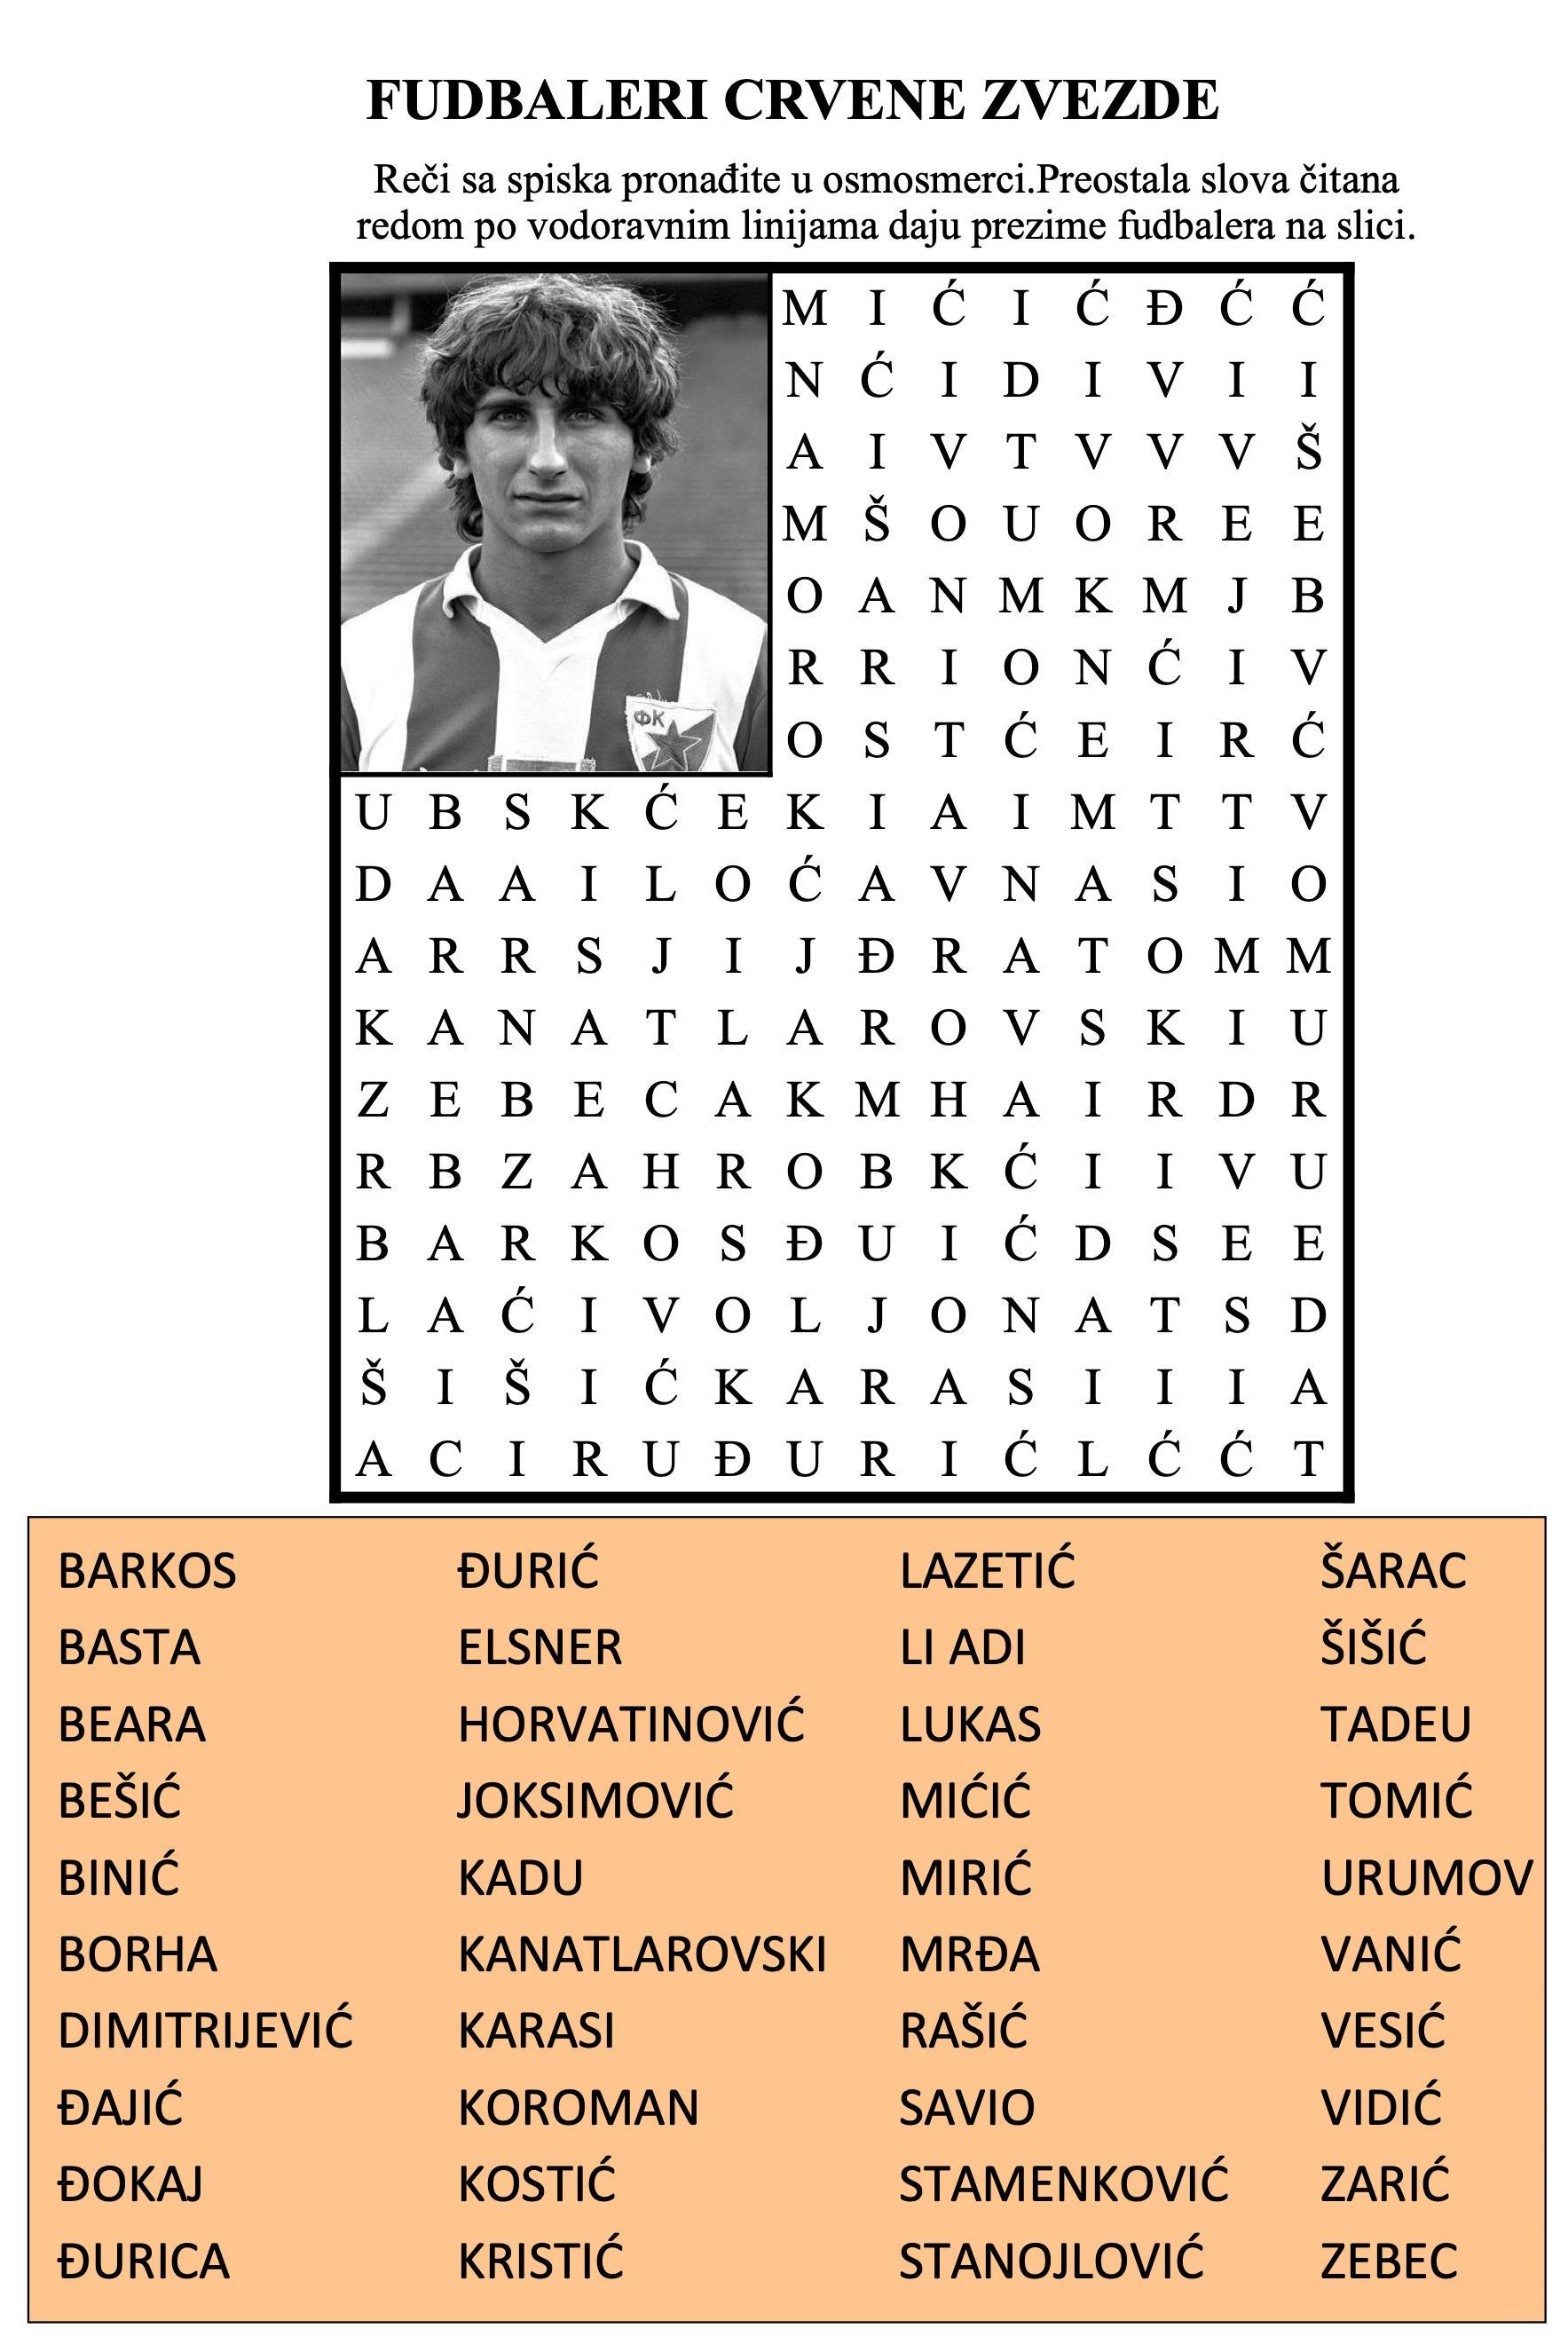 FUDBALERI CRVENE ZVEZDE
Reči sa spiska pronađite u osmosmerci.Preostala slova čitana
redom po vodoravnim linijama daju prezime fudbalera na slici.
M I Ć I Ć Đ Ć Ć
N Ć I D I V I I
A I V T V V V Š
M Š O U O R E E
O A N M K M J B
R R I O N Ć I V
ФК
O S T Ć E I R Ć
U B S K Ć E K I A I M T T V
D A A I L O Ć A V N A S I O
A R R S J I J Đ R A T O M M
K A N A T L A R O V S K I U
Z E B E C A K M H A I R D R
R B Z A H R O B K Ć I I V U
B A R K O S Đ U I Ć D S E E
L A Ć I V O L J O N A T S D
Š I Š I Ć K A R A S I I I A
A C I R U Đ U R I Ć L Ć Ć T
BARKOS ĐURIĆ LAZETIĆ ŠARAC
BASTA ELSNER LI ADI ŠIŠIĆ
BEARA HORVATINOVIĆ LUKAS TADEU
BEŠIĆ JOKSIMOVIĆ MIĆIĆ TOMIĆ
BINIĆ KADU MIRIĆ URUMOV
BORHA KANATLAROVSKI MRĐA VANIĆ
DIMITRIJEVIĆ KARASI RAŠIĆ VESIĆ
ĐAJIĆ KOROMAN SAVIO VIDIĆ
ĐOKAJ KOSTIĆ STAMENKOVIĆ ZARIĆ
ĐURICA KRISTIĆ STANOJLOVIĆ ZEBEC